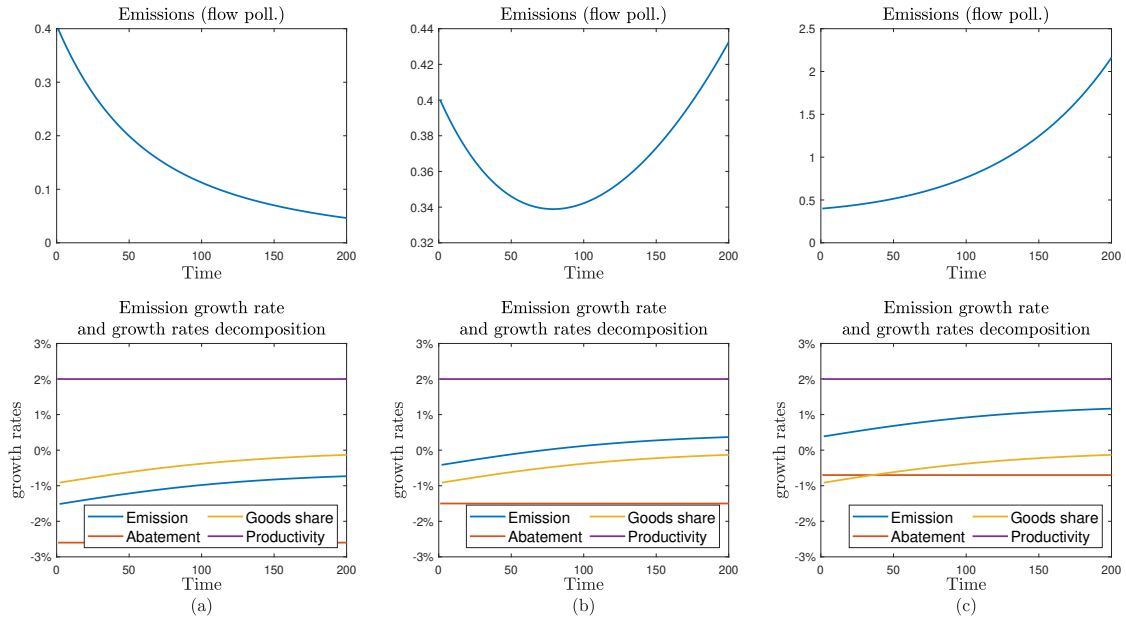 Emissions (flow poll.)
0.4
0.3
0.2
0.1
0
0 50 100 150 200
Time
Emissions (flow poll.)
0.44
0.42
0.4
0.38
0.36
0.34
0.32
0 50 100 150 200
Time
Emissions (flow poll.)
2.5
2
1.5
1
0.5
0
0 50 100 150 200
Time
Emission growth rate
and growth rates decomposition
growth rates
3%
2%
1%
0%
-1%
-2%
-3%
Emission Goods share
Abatement Productivity
0 50 100 150 200
Time
(a)
Emission growth rate
and growth rates decomposition
growth rates
3%
2%
1%
0%
-1%
-2%
-3%
Emission Goods share
Abatement Productivity
0 50 100 150 200
Time
(b)
Emission growth rate
and growth rates decomposition
growth rates
3%
2%
1%
0%
-1%
-2%
-3%
Emission Goods share
Abatement Productivity
0 50 100 150 200
Time
(c)